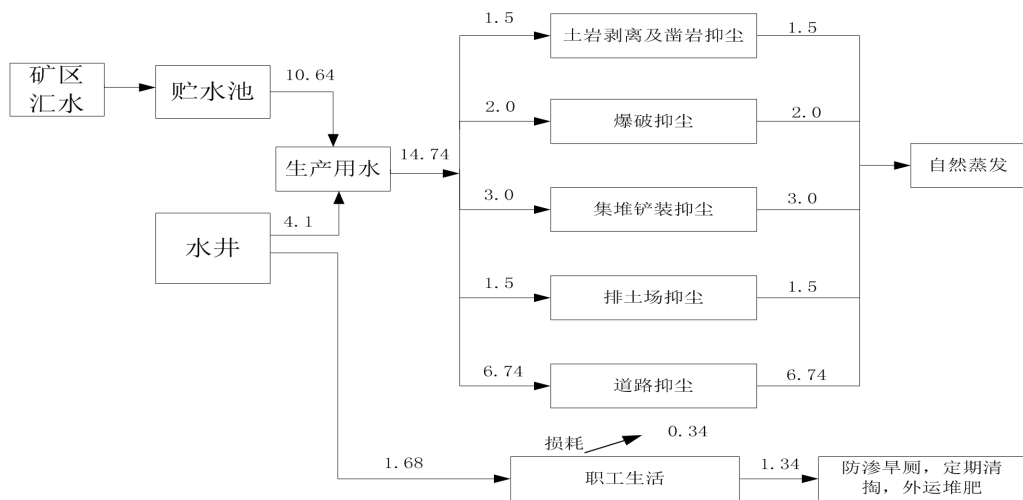 矿区
汇水
贮水池
10.64
生产用水
14.74
水井
4.1
1.5
土岩剥离及凿岩抑尘
1.5
2.0
爆破抑尘
2.0
3.0
集堆铲装抑尘
3.0
1.5
排土场抑尘
1.5
6.74
道路抑尘
6.74
自然蒸发
损耗
0.34
1.68
职工生活
1.34
防渗旱厕，定期清
掏，外运堆肥